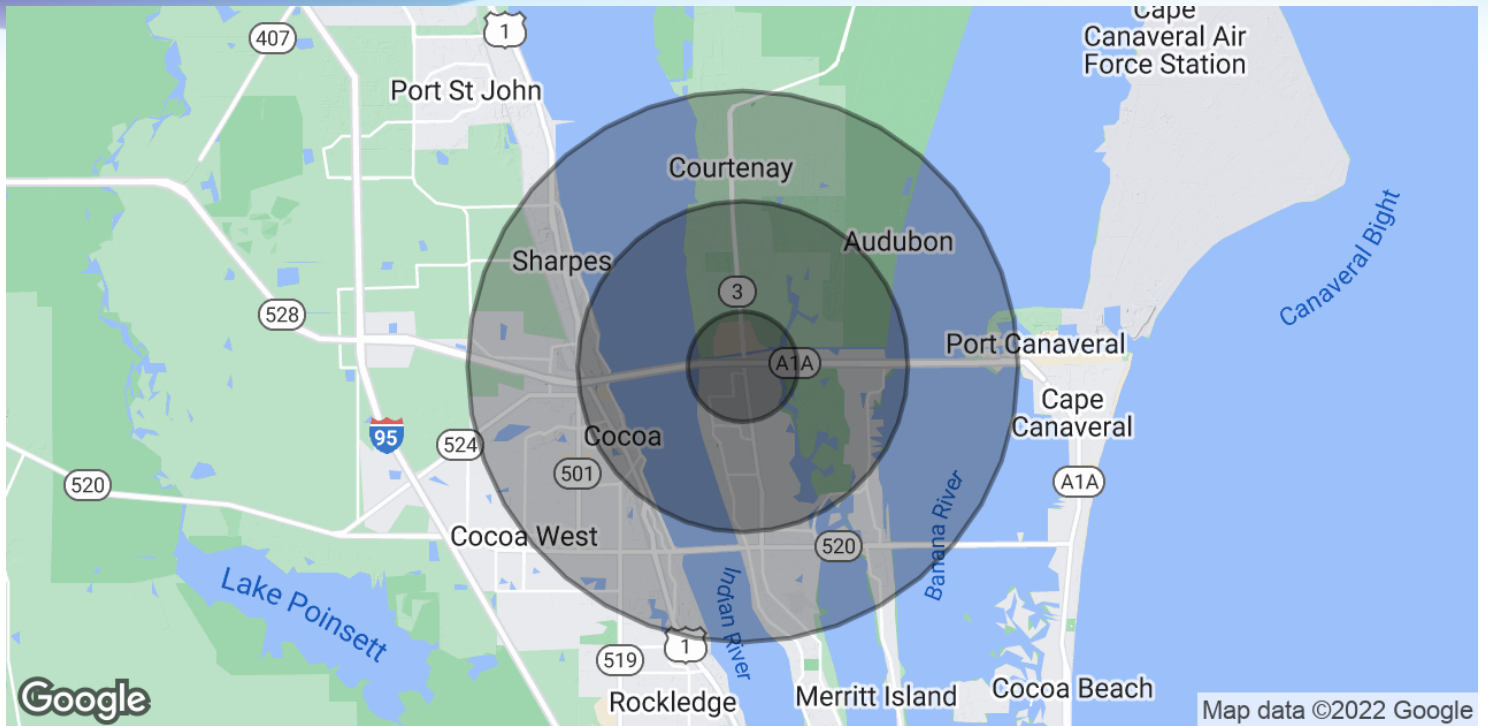 407
1
Cape
Canaveral Air
Force Station
Port St John
Courtenay
Canaveral Bight
Audubon
Sharpes
3
528
Port Canaveral
A1A
Cape
Canaveral
95
524
Cocoa
501
A1A
520
Banana River
Cocoa West
520
Lake Poinsett
Indian River
1
519
Rockledge
Merritt Island
Cocoa Beach
Google
Map data ©2022 Google